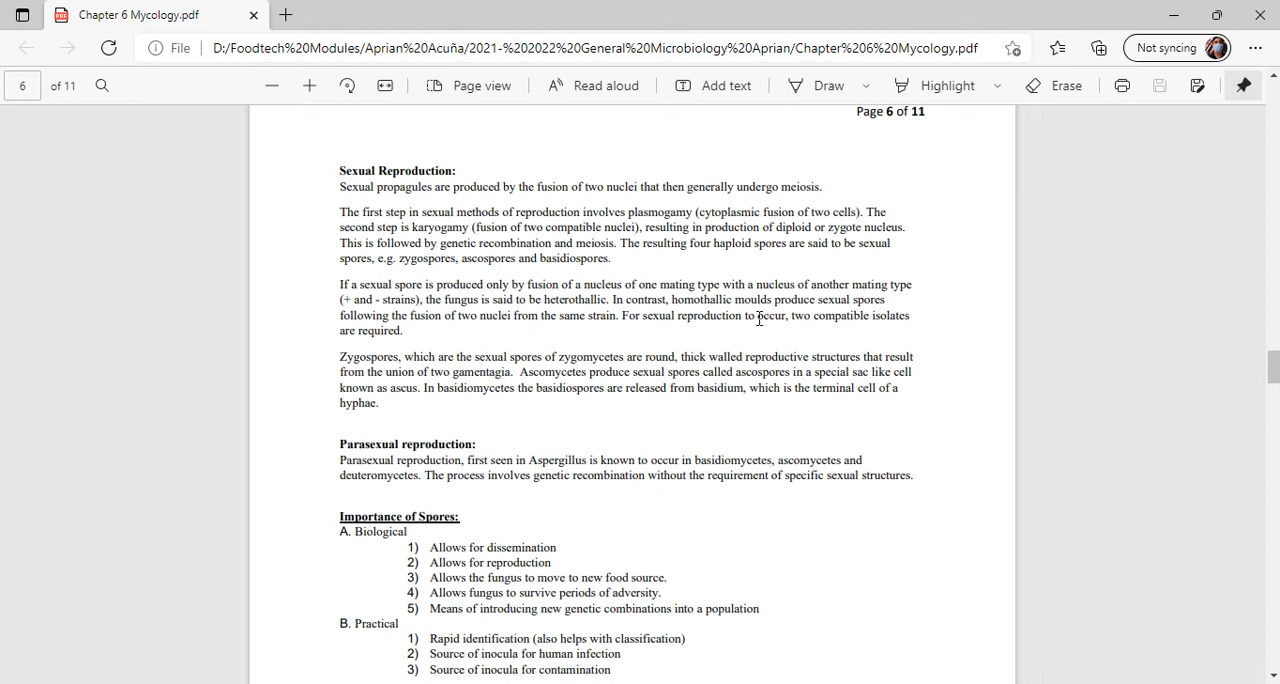 Chapter 6 Mycology.pdf
File D:/Foodtech%20Modules/Aprian%20Acuña/2021-%202022%20General%20Microbiology%20Aprian/Chapter%206%20Mycology.pdf Not syncing
6 of 11 Page view Read aloud Add text Draw Highlight Erase
Page 6 of 11
Sexual Reproduction:
Sexual propagules are produced by the fusion of two nuclei that then generally undergo meiosis.
The first step in sexual methods of reproduction involves plasmogamy (cytoplasmic fusion of two cells). The
second step is karyogamy (fusion of two compatible nuclei), resulting in production of diploid or zygote nucleus.
This is followed by genetic recombination and meiosis. The resulting four haploid spores are said to be sexual
spores, e.g. zygospores, ascospores and basidiospores.
If a sexual spore is produced only by fusion of a nucleus of one mating type with a nucleus of another mating type
(+ and - strains), the fungus is said to be heterothallic. In contrast, homothallic moulds produce sexual spores
following the fusion of two nuclei from the same strain. For sexual reproduction to occur, two compatible isolates
are required.
Zygospores, which are the sexual spores of zygomycetes are round, thick walled reproductive structures that result
from the union of two gamentagia. Ascomycetes produce sexual spores called ascospores in a special sac like cell
known as ascus. In basidiomycetes the basidiospores are released from basidium, which is the terminal cell of a
hyphae.
Parasexual reproduction:
Parasexual reproduction, first seen in Aspergillus is known to occur in basidiomycetes, ascomycetes and
deuteromycetes. The process involves genetic recombination without the requirement of specific sexual structures.
Importance of Spores:
A. Biological
1) Allows for dissemination
2) Allows for reproduction
3) Allows the fungus to move to new food source.
4) Allows fungus to survive periods of adversity.
5) Means of introducing new genetic combinations into a population
B. Practical
1) Rapid identification (also helps with classification)
2) Source of inocula for human infection
3) Source of inocula for contamination